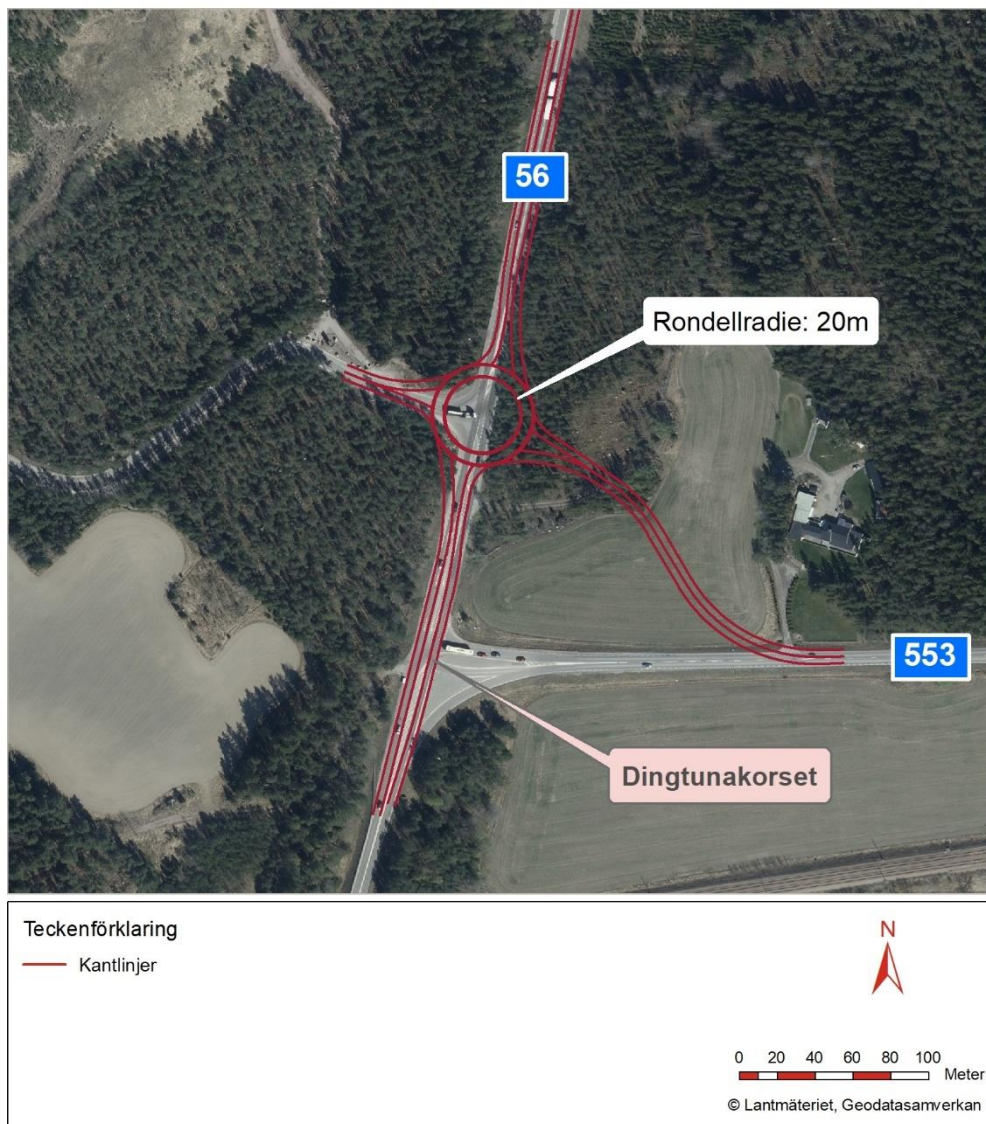 56
Rondellradie: 20m
553
Dingtunakorset
Teckenförklaring
Kantlinjer
N
0 20 40 60 80 100
Meter
© Lantmäteriet, Geodatasamverkan